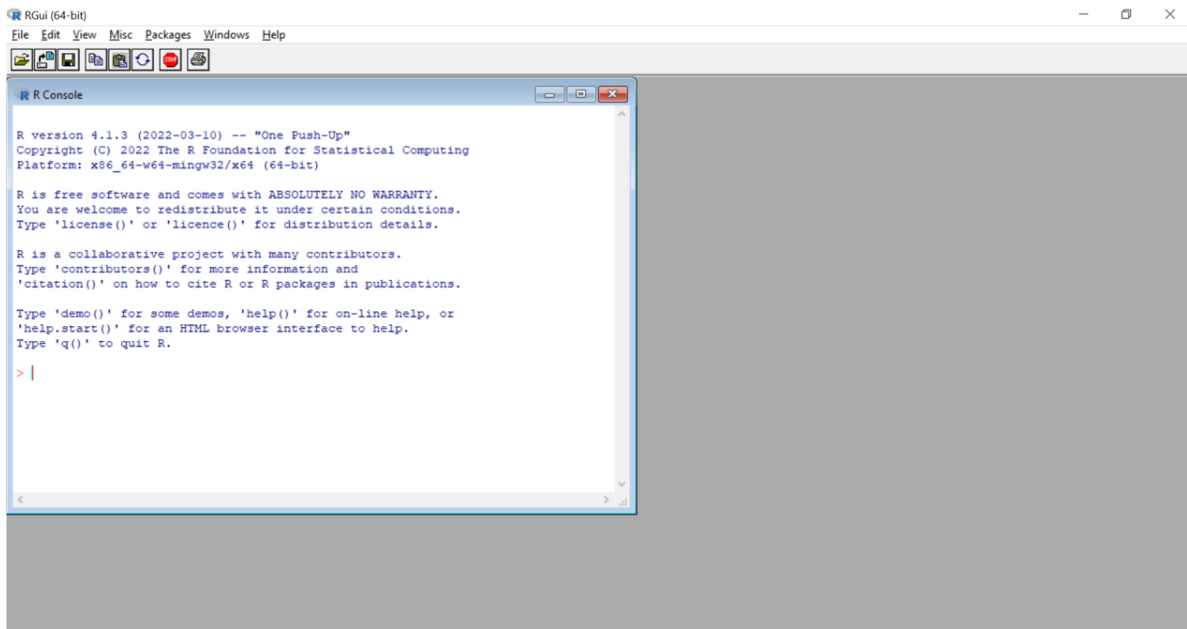 RGui (64-bit)
File Edit View Misc Packages Windows Help
STOP
R Console
R version 4.1.3 (2022-03-10) -- "One Push-Up"
Copyright (C) 2022 The R Foundation for Statistical Computing
Platform: x86_64-w64-mingw32/x64 (64-bit)
R is free software and comes with ABSOLUTELY NO WARRANTY.
You are welcome to redistribute it under certain conditions.
Type 'license()' or 'licence()' for distribution details.
R is a collaborative project with many contributors.
Type 'contributors()' for more information and
'citation()' on how to cite R or R packages in publications.
Type 'demo()' for some demos, 'help()' for on-line help, or
'help.start()' for an HTML browser interface to help.
Type 'q()' to quit R.
>